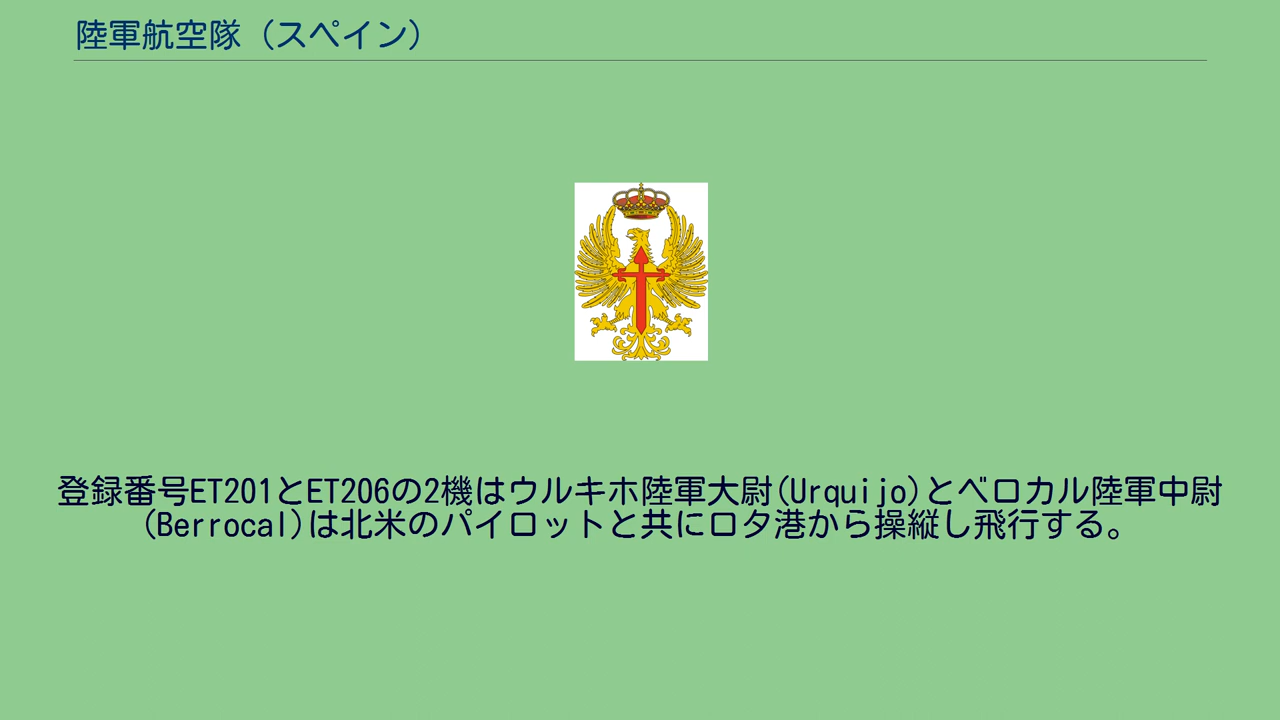 陸軍航空隊（スペイン）
登録番号ET201とET206の2機はウルキホ陸軍大尉(Urquijo)とベロカル陸軍中尉
(Berrocal)は北米のパイロットと共にロタ港から操縦し飛行する。